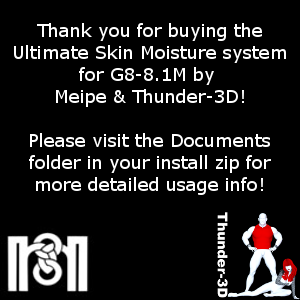 Thank you for buying the
Ultimate Skin Moisture system
for G8-8.1M by
Meipe & Thunder-3D!
Please visit the Documents
folder in your install zip for
more detailed usage info!
Thunder-3D